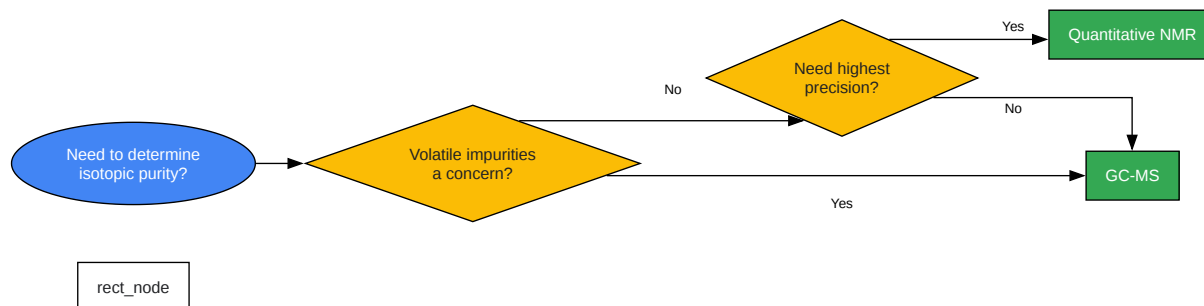 Need to determine
isotopic purity?
Volatile impurities
a concern?
No
Yes
Need highest
precision?
Yes
No
Quantitative NMR
GC-MS
rect_node